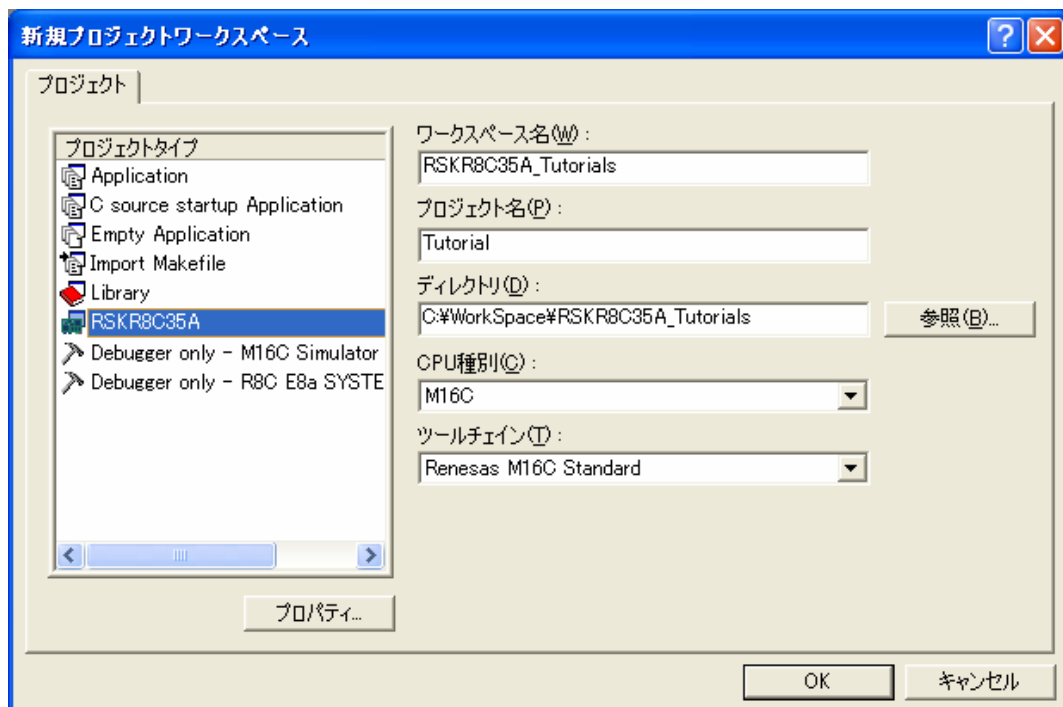 新規プロジェクトワークスペース
プロジェクト
プロジェクトタイプ
Application
C source startup Application
Empty Application
Import Makefile
Library
RSKR8C35A
Debugger only - M16C Simulator
Debugger only - R8C E8a SYSTE
プロパティ...
ワークスペース名(W):
RSKR8C35A_Tutorials
プロジェクト名(P):
Tutorial
ディレクトリ(D):
C:¥WorkSpace¥RSKR8C35A_Tutorials
参照(B)...
CPU種別(C):
M16C
ツールチェイン(T):
Renesas M16C Standard
OK
キャンセル